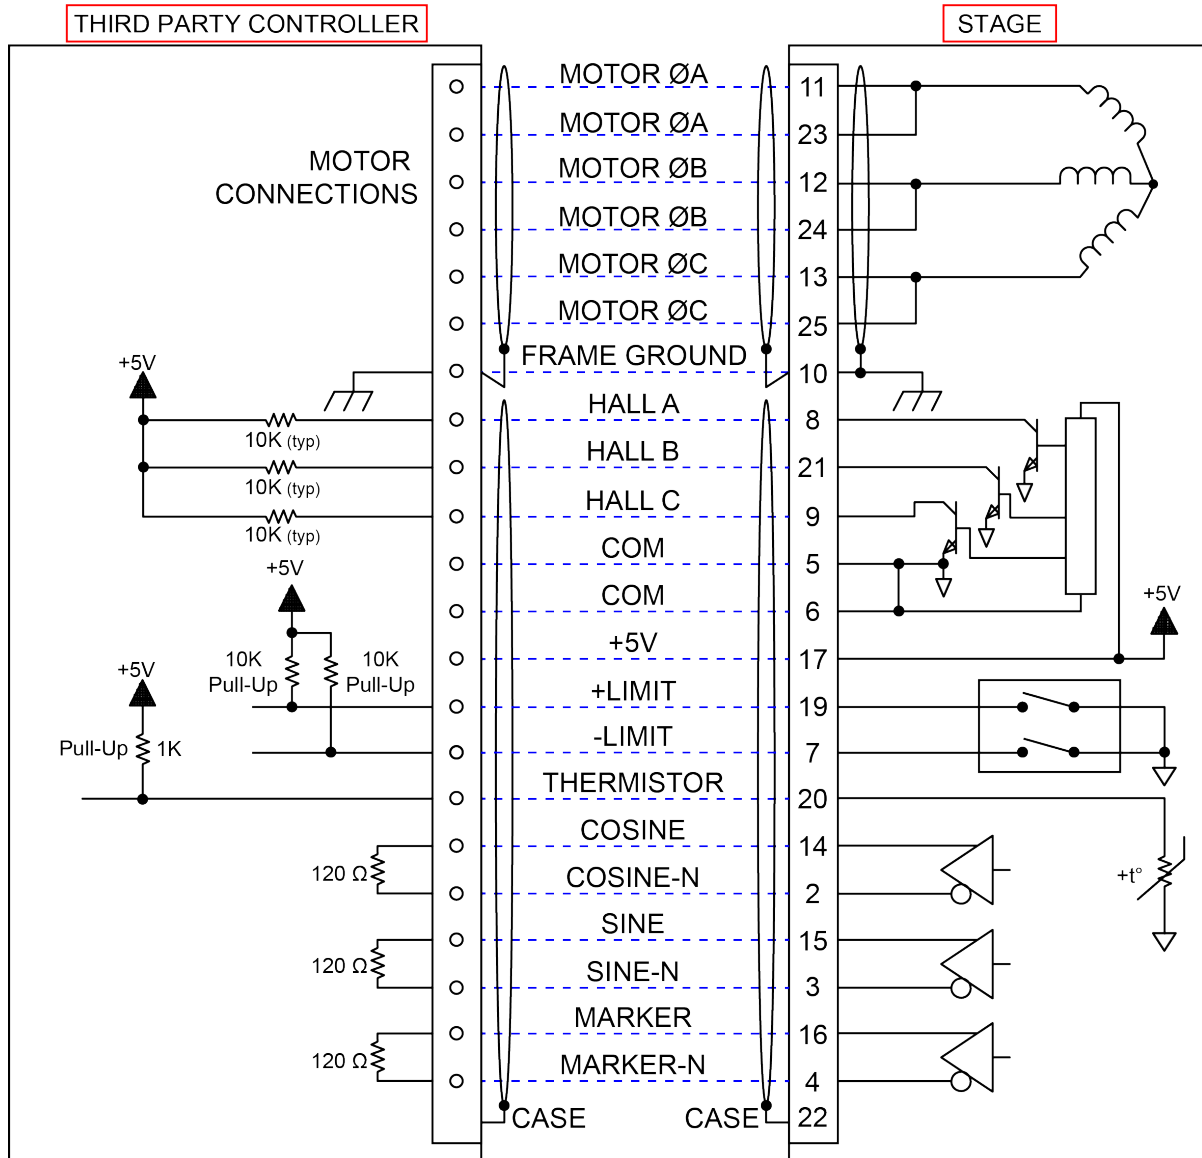 THIRD PARTY CONTROLLER
STAGE
MOTOR CONNECTIONS
MOTOR ØA
11
MOTOR ØA
23
MOTOR ØB
12
MOTOR ØB
24
MOTOR ØC
13
MOTOR ØC
25
FRAME GROUND
10
+5V
10K (typ)
HALL A
8
10K (typ)
HALL B
21
10K (typ)
HALL C
9
COM
5
+5V
COM
6
+5V
+5V
17
10K
Pull-Up
10K
Pull-Up
+LIMIT
19
+5V
Pull-Up 1K
-LIMIT
7
THERMISTOR
20
+t°
COSINE
14
120 Ω
COSINE-N
2
SINE
15
120 Ω
SINE-N
3
MARKER
16
120 Ω
MARKER-N
4
CASE
CASE
22